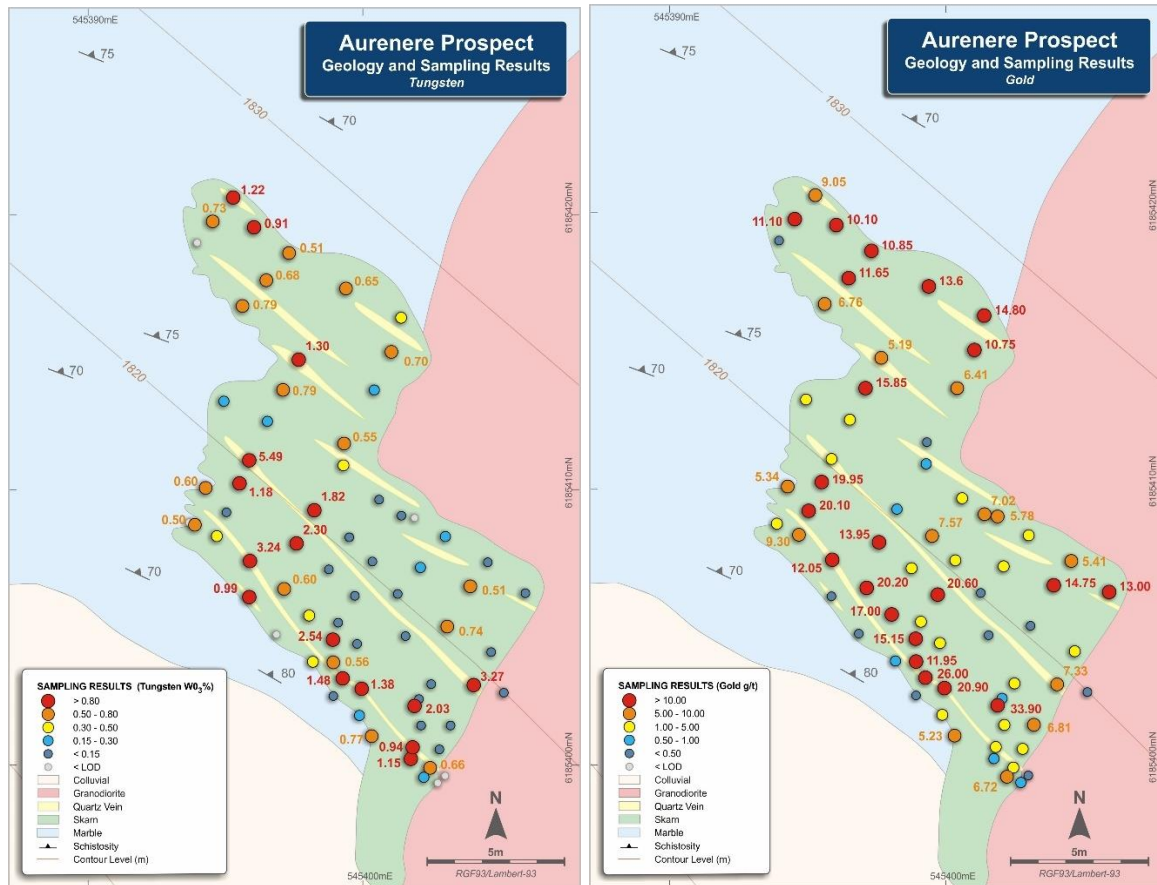 545390mE
Aurenere Prospect
Geology and Sampling Results
Tungsten
75
1830
70
1.22
0.73
0.91
6185420mN
0.51
0.68
0.65
0.79
75
1.30
0.70
70
1820
0.79
0.55
5.49
0.60
1.18
6185410mN
0.50
1.82
2.30
3.24
70
0.60
0.99
0.51
2.54
0.74
0.56
80
1.48
1.38
3.27
2.03
0.77
0.94
1.15
0.66
6185400mN
SAMPLING RESULTS (Tungsten W0₃%)
> 0.80
0.50 - 0.80
0.30 - 0.50
0.15 - 0.30
< 0.15
< LOD
Colluvial
Granodiorite
Quartz Vein
Skarn
Marble
Schistosity
Contour Level (m)
N
5m
RGF93/Lambert-93
545400mE
545390mE
Aurenere Prospect
Geology and Sampling Results
Gold
75
1830
70
9.05
11.10
10.10
6185420mN
10.85
11.65
13.6
6.76
14.80
75
5.19
10.75
70
1820
15.85
6.41
5.34
19.95
6185410mN
20.10
7.02
5.78
9.30
13.95
7.57
12.05
5.41
70
20.20
20.60
14.75
13.00
17.00
15.15
11.95
80
26.00
20.90
7.33
33.90
5.23
6.81
6.72
6185400mN
SAMPLING RESULTS (Gold g/t)
> 10.00
5.00 - 10.00
1.00 - 5.00
0.50 - 1.00
< 0.50
< LOD
Colluvial
Granodiorite
Quartz Vein
Skarn
Marble
Schistosity
Contour Level (m)
N
5m
RGF93/Lambert-93
545400mE